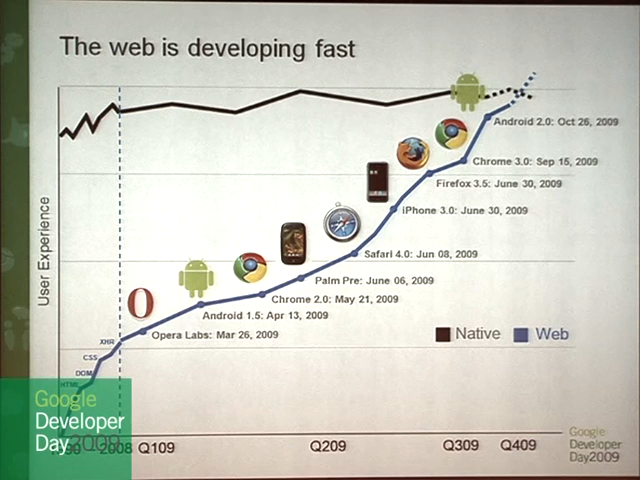 The web is developing fast
User Experience
Android 2.0: Oct 26, 2009
Chrome 3.0: Sep 15, 2009
Firefox 3.5: June 30, 2009
iPhone 3.0: June 30, 2009
Safari 4.0: Jun 08, 2009
Palm Pre: June 06, 2009
Chrome 2.0: May 21, 2009
Android 1.5: Apr 13, 2009
Opera Labs: Mar 26, 2009
Native
Web
XHR
CSS
DOM
HTML
Google
Developer
Day2009
1990
2008
Q109
Q209
Q309
Q409
Google
Developer
Day2009